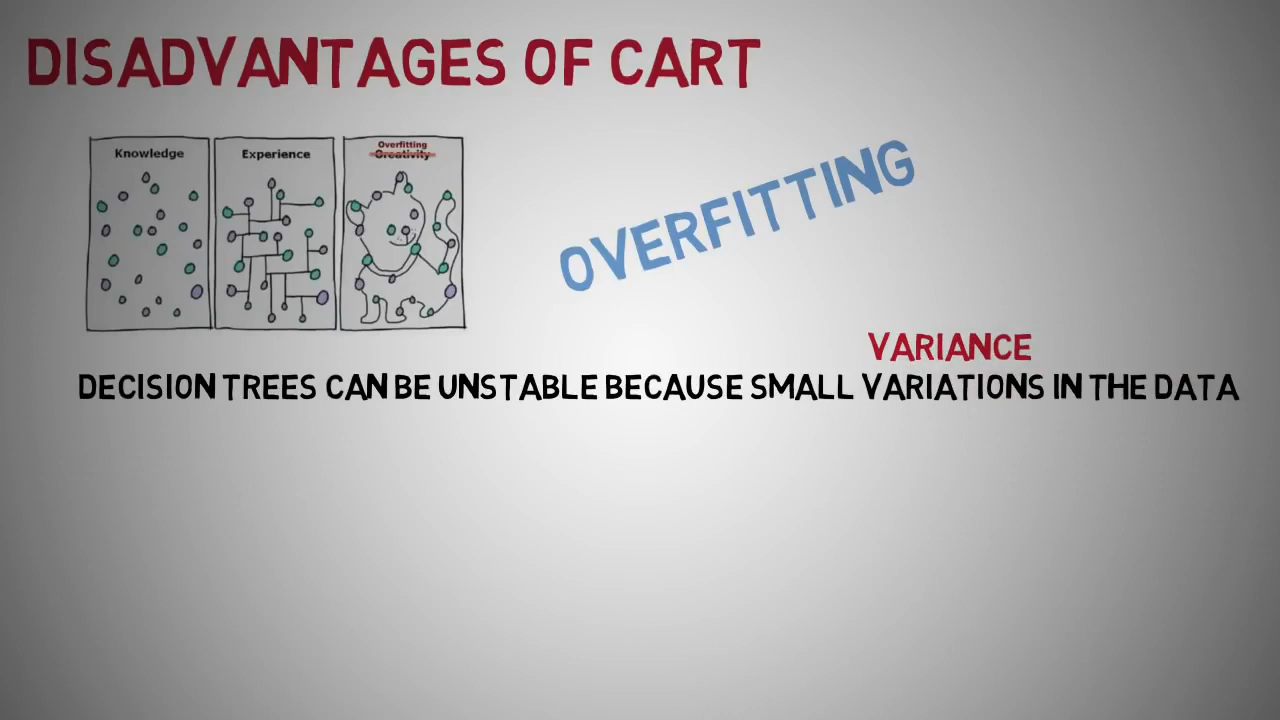 DISADVANTAGES OF CART
Knowledge
Experience
Overfitting
Creativity
OVERFITTING
VARIANCE
DECISION TREES CAN BE UNSTABLE BECAUSE SMALL VARIATIONS IN THE DATA